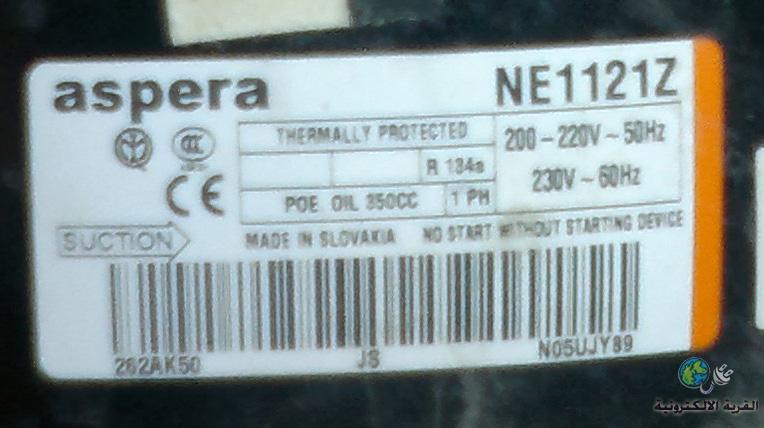 aspera
NE1121Z
THERMALLY PROTECTED
200 - 220V ~ 50Hz
R 134a
230V ~ 60Hz
POE OIL 350CC
1 PH
CE
SUCTION
MADE IN SLOVAKIA
NO START WITHOUT STARTING DEVICE
262AK50
JS
N05UJY89
القرية الالكترونية